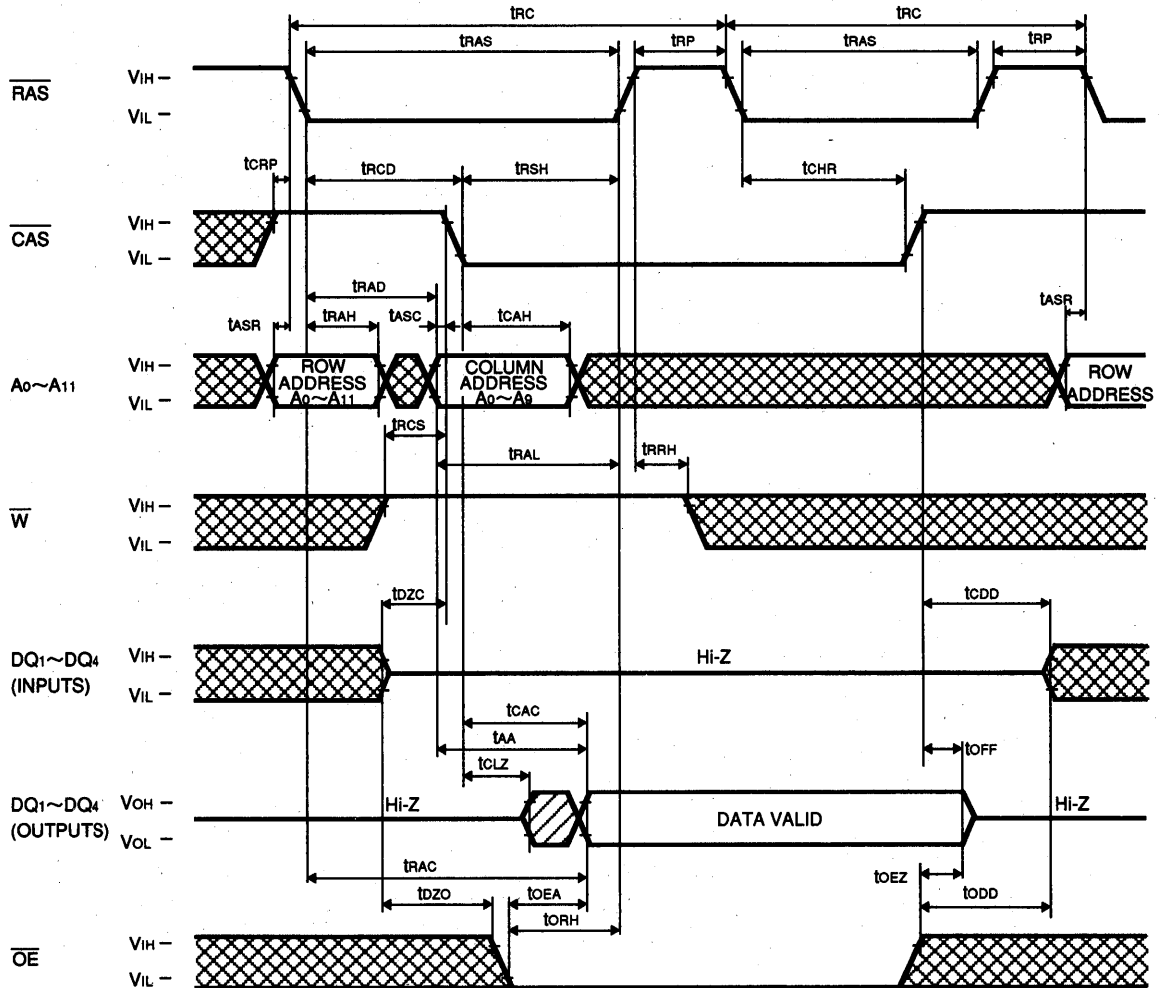 tRC tRC
tRAS tRP tRAS tRP
RAS VIH
VIL
tCRP tRCD tRSH tCHR
CAS VIH
VIL
tRAD
tASR tRAH tASC tCAH tASR
A0~A11 VIH
VIL
ROW
ADDRESS
A0~A11
COLUMN
ADDRESS
A0~A9
ROW
ADDRESS
tRCS
tRAL tRRH
W VIH
VIL
tDZC tCDD
DQ1~DQ4
(INPUTS)
VIH
VIL
Hi-Z
tCAC
tAA tOFF
tCLZ
DQ1~DQ4
(OUTPUTS)
VOH
VOL
Hi-Z DATA VALID Hi-Z
tRAC tOEZ
tDZO tOEA tODD
tORH
OE VIH
VIL